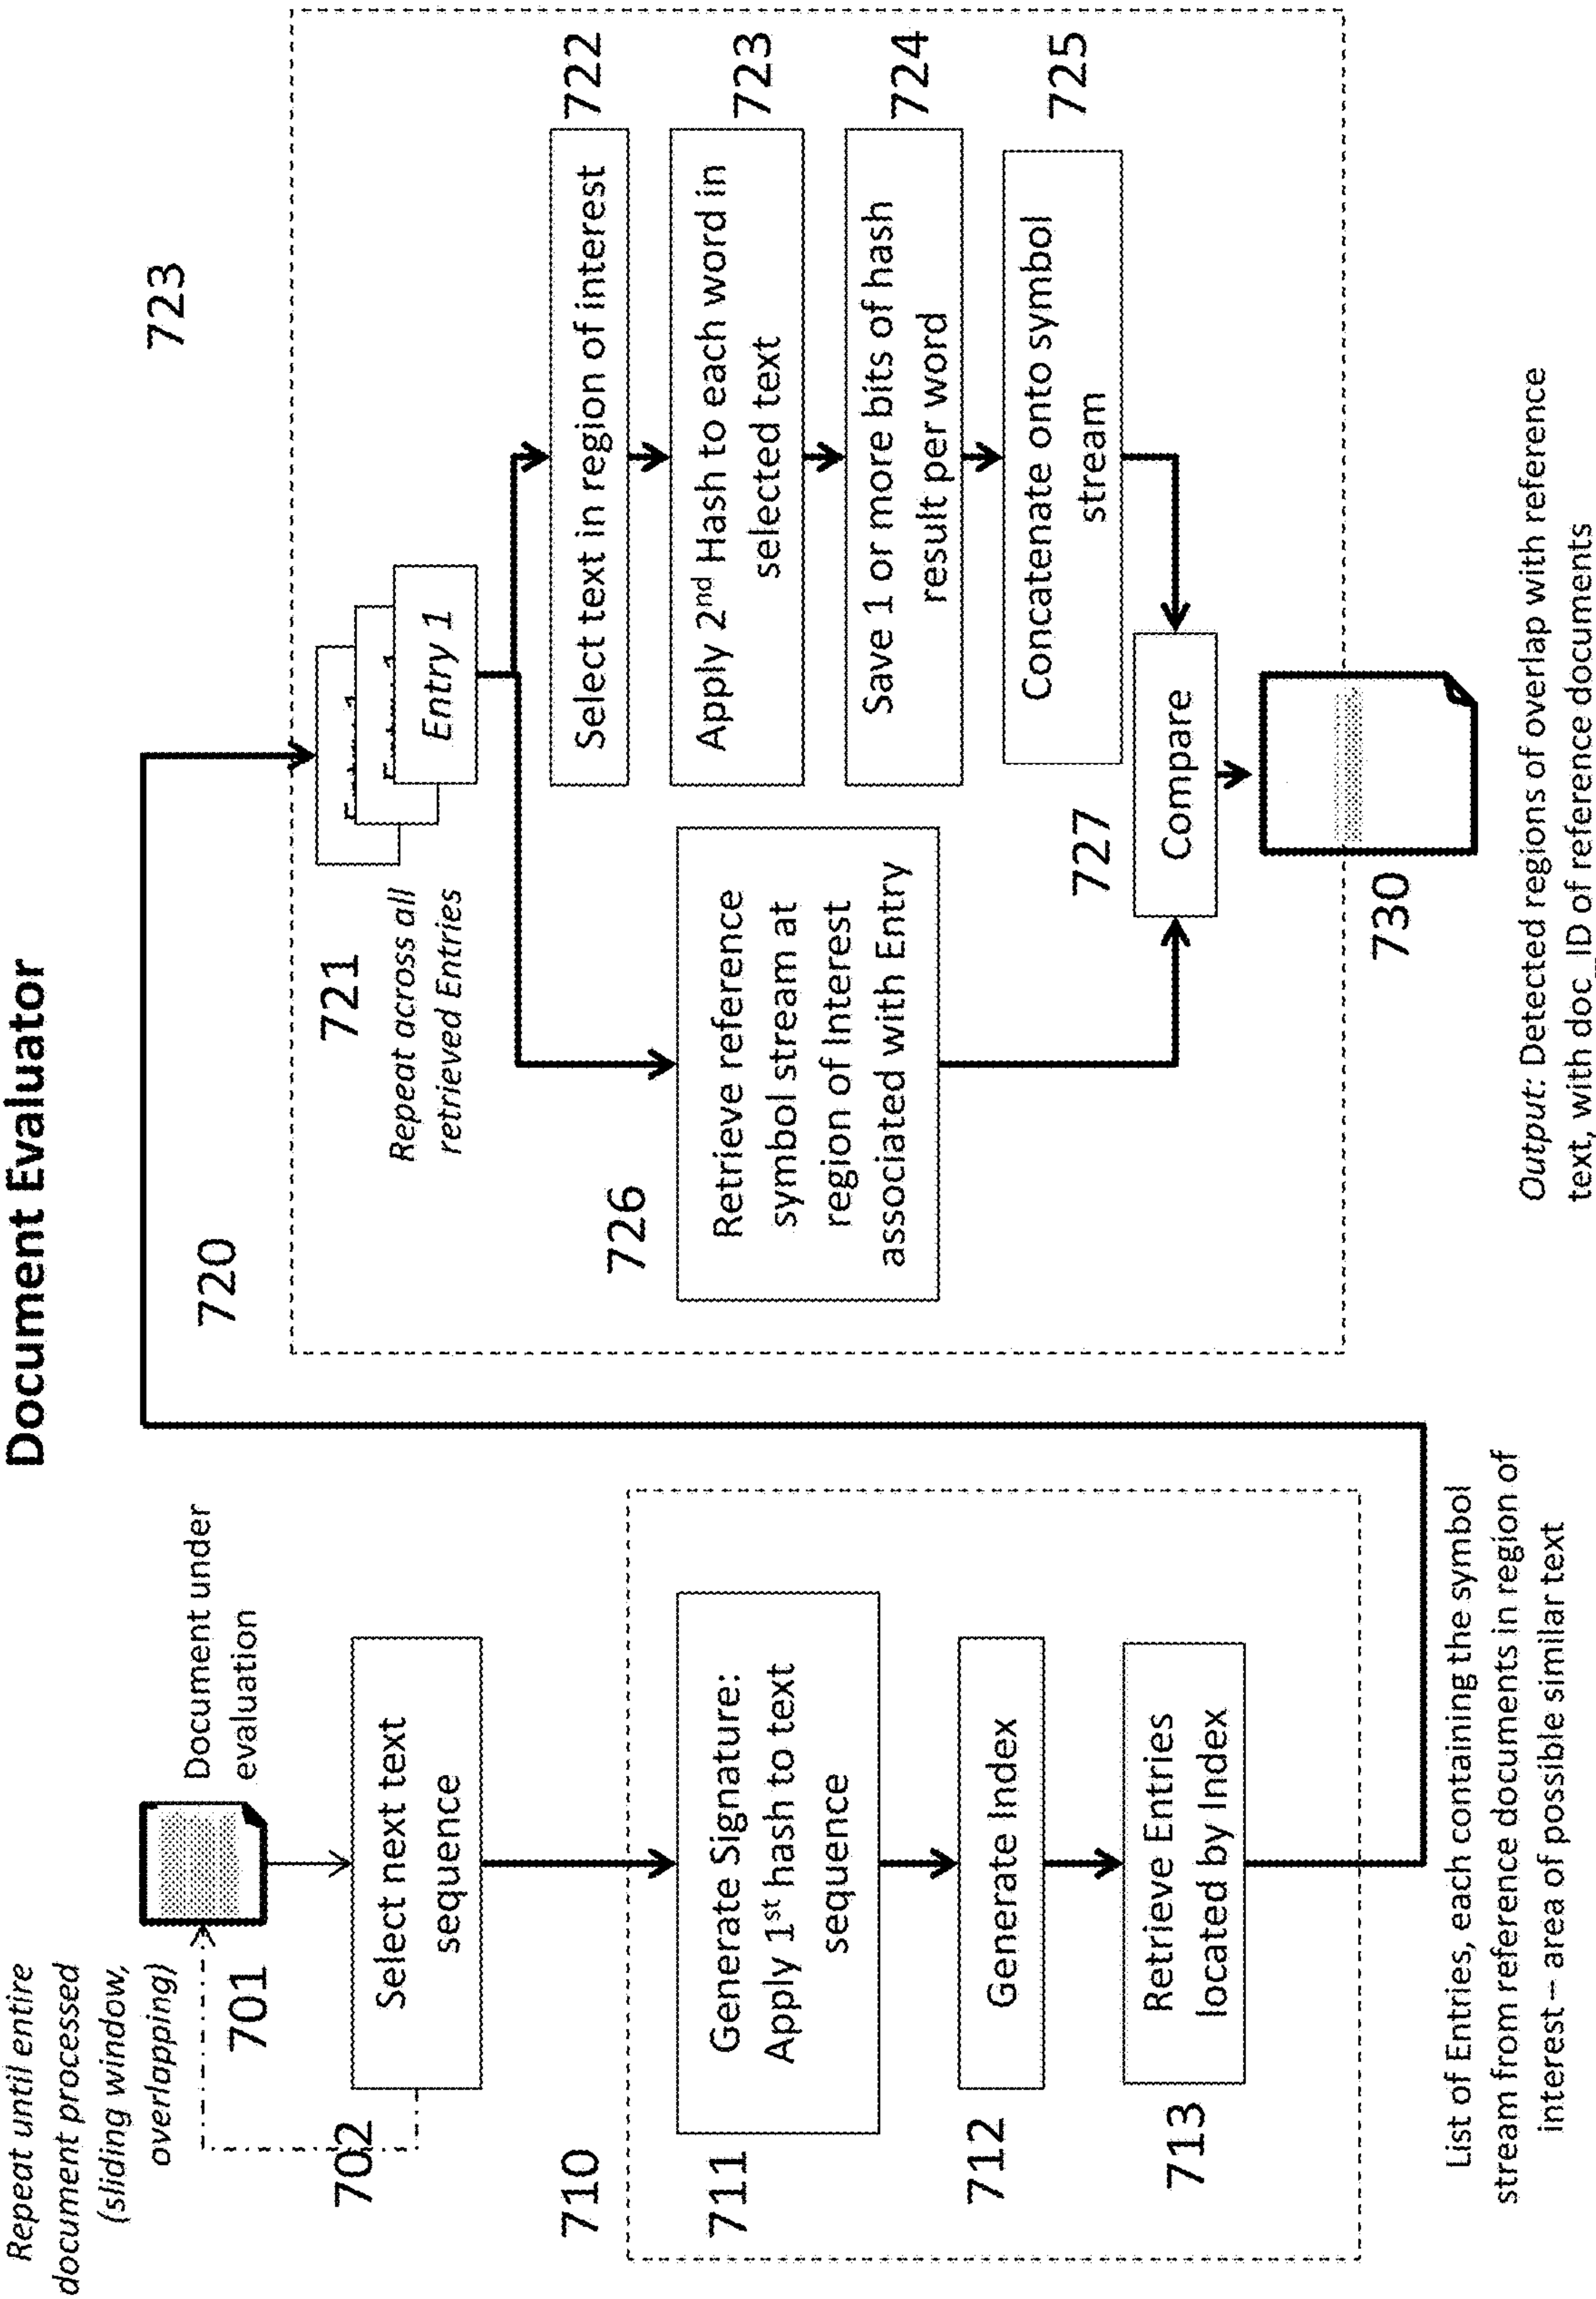 Document Evaluator
Repeat until entire
document processed
(sliding window,
overlapping)
701
Document under
evaluation
702
Select next text
sequence
710
711
Generate Signature:
Apply 1st hash to text
sequence
712
Generate Index
713
Retrieve Entries
located by Index
List of Entries, each containing the symbol
stream from reference documents in region of
interest – area of possible similar text
720
723
721
Repeat across all
retrieved Entries
Entry 1
722
Select text in region of interest
723
Apply 2nd Hash to each word in
selected text
724
Save 1 or more bits of hash
result per word
725
Concatenate onto symbol
stream
726
Retrieve reference
symbol stream at
region of Interest
associated with Entry
727
Compare
730
Output: Detected regions of overlap with reference
text, with doc_ID of reference documents